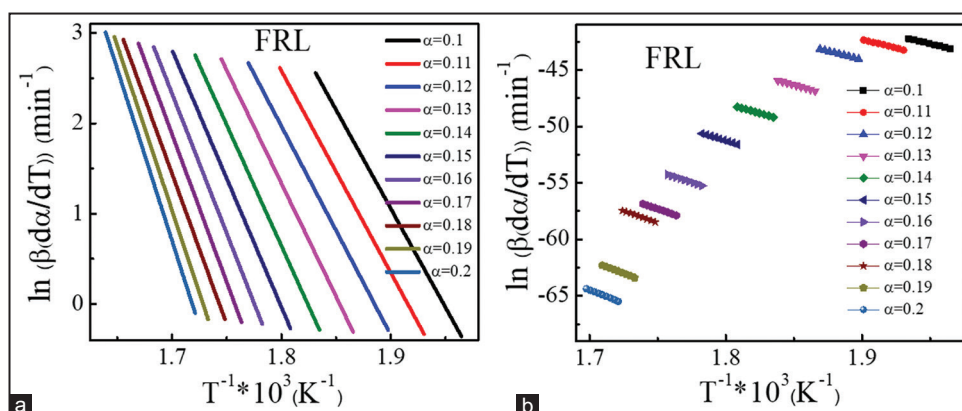 FRL
α=0.1
α=0.11
α=0.12
α=0.13
α=0.14
α=0.15
α=0.16
α=0.17
α=0.18
α=0.19
α=0.2
3
2
1
0
ln (β(dα/dT)) (min⁻¹)
1.7 1.8 1.9
T⁻¹*10³(K⁻¹)
a
FRL
α=0.1
α=0.11
α=0.12
α=0.13
α=0.14
α=0.15
α=0.16
α=0.17
α=0.18
α=0.19
α=0.2
-45
-50
-55
-60
-65
ln (β(dα/dT)) (min⁻¹)
1.7 1.8 1.9
T⁻¹*10³(K⁻¹)
b